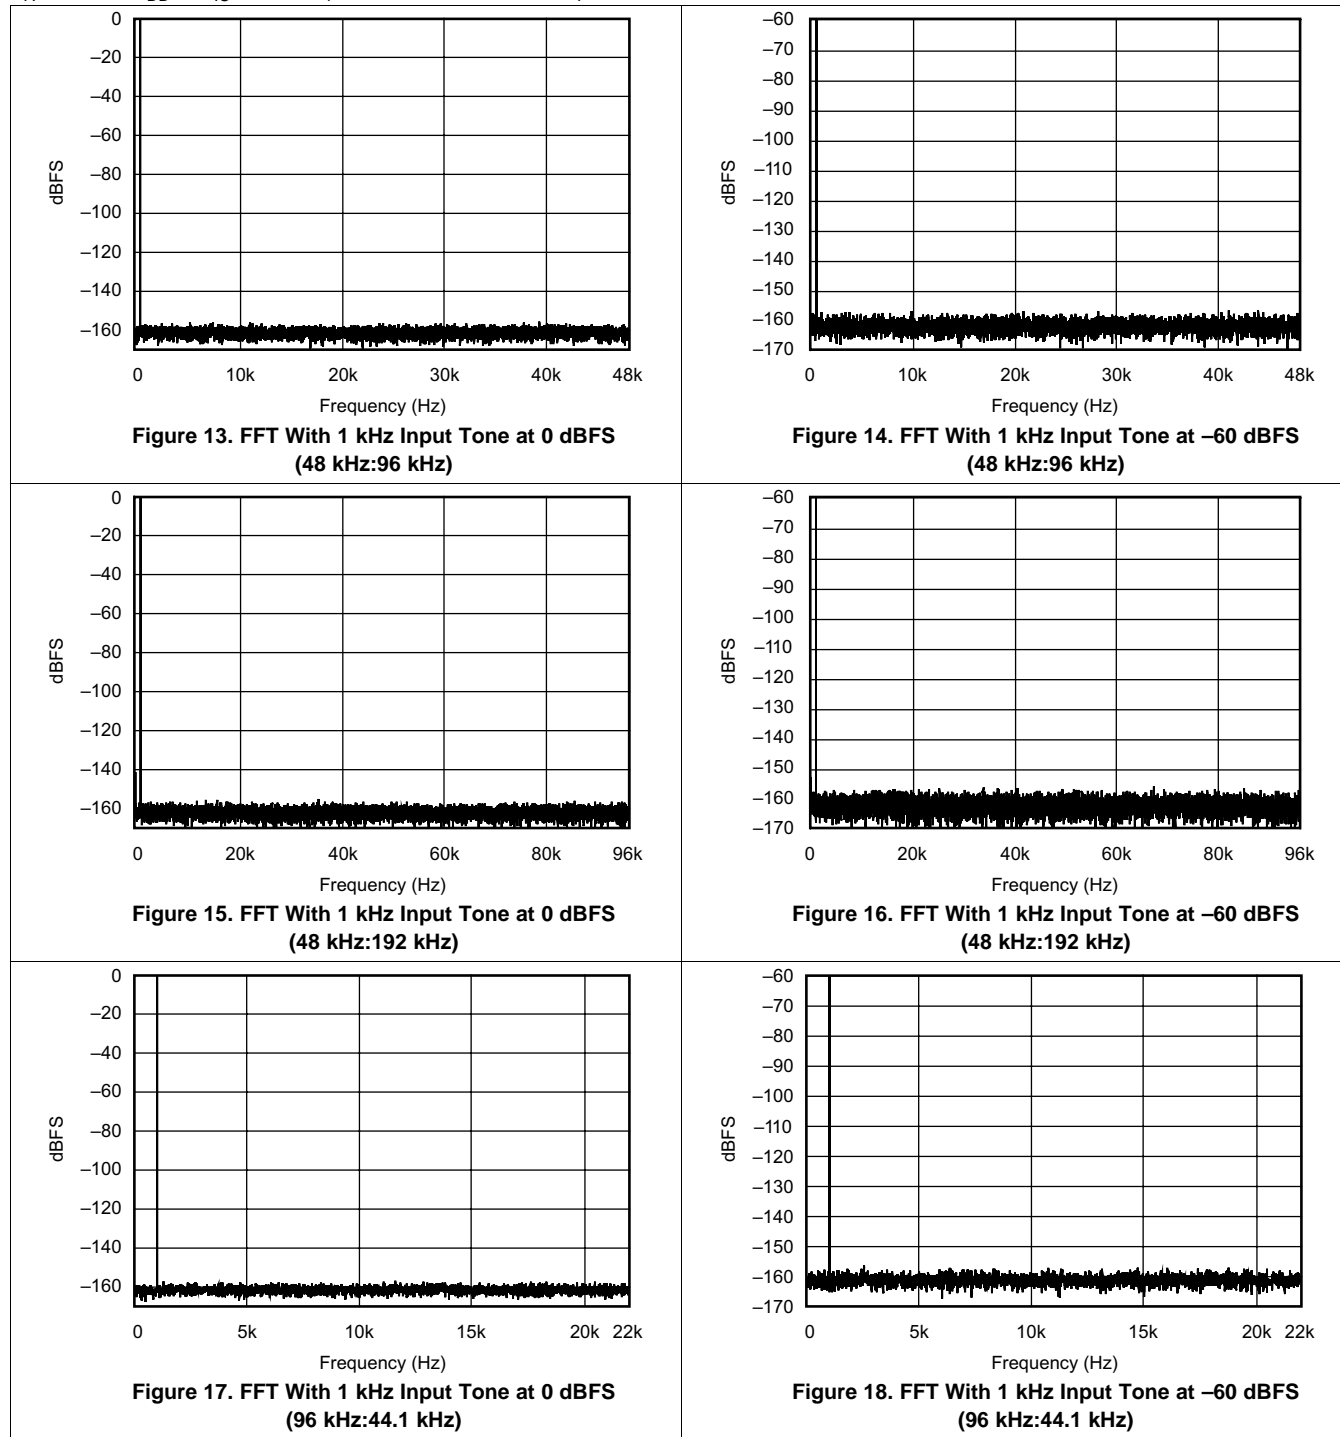 0
–20
–40
–60
–80
–100
–120
–140
–160
dBFS
0 10k 20k 30k 40k 48k
Frequency (Hz)
Figure 13. FFT With 1 kHz Input Tone at 0 dBFS
(48 kHz:96 kHz)
–60
–70
–80
–90
–100
–110
–120
–130
–140
–150
–160
–170
dBFS
0 10k 20k 30k 40k 48k
Frequency (Hz)
Figure 14. FFT With 1 kHz Input Tone at –60 dBFS
(48 kHz:96 kHz)
0
–20
–40
–60
–80
–100
–120
–140
–160
dBFS
0 20k 40k 60k 80k 96k
Frequency (Hz)
Figure 15. FFT With 1 kHz Input Tone at 0 dBFS
(48 kHz:192 kHz)
–60
–70
–80
–90
–100
–110
–120
–130
–140
–150
–160
–170
dBFS
0 20k 40k 60k 80k 96k
Frequency (Hz)
Figure 16. FFT With 1 kHz Input Tone at –60 dBFS
(48 kHz:192 kHz)
0
–20
–40
–60
–80
–100
–120
–140
–160
dBFS
0 5k 10k 15k 20k 22k
Frequency (Hz)
Figure 17. FFT With 1 kHz Input Tone at 0 dBFS
(96 kHz:44.1 kHz)
–60
–70
–80
–90
–100
–110
–120
–130
–140
–150
–160
–170
dBFS
0 5k 10k 15k 20k 22k
Frequency (Hz)
Figure 18. FFT With 1 kHz Input Tone at –60 dBFS
(96 kHz:44.1 kHz)